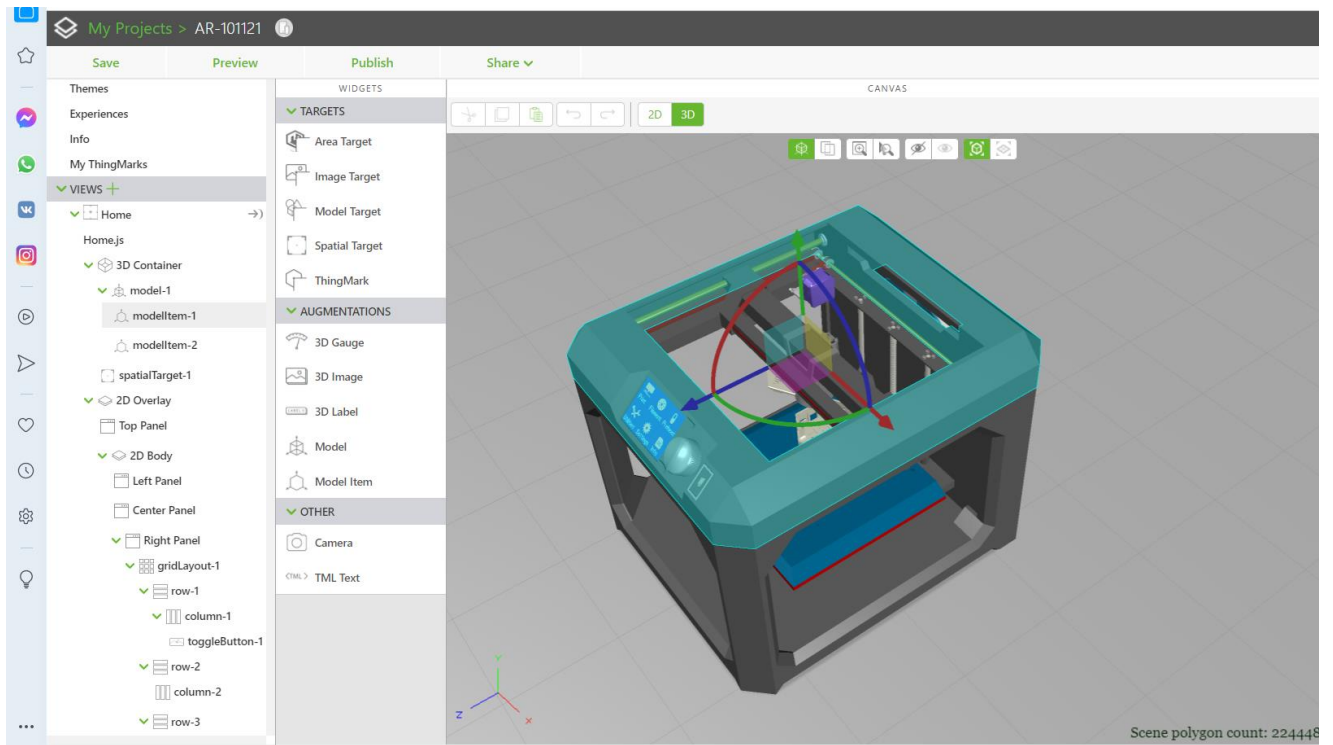 My Projects > AR-101121
Save Preview Publish Share
Themes
Experiences
Info
My ThingMarks
VIEWS
Home
Home.js
3D Container
model-1
modelItem-1
modelItem-2
spatialTarget-1
2D Overlay
Top Panel
2D Body
Left Panel
Center Panel
Right Panel
gridLayout-1
row-1
column-1
toggleButton-1
row-2
column-2
row-3
WIDGETS
TARGETS
Area Target
Image Target
Model Target
Spatial Target
ThingMark
AUGMENTATIONS
3D Gauge
3D Image
3D Label
Model
Model Item
OTHER
Camera
TML Text
CANVAS
2D 3D
Y
Z
X
Scene polygon count: 224448